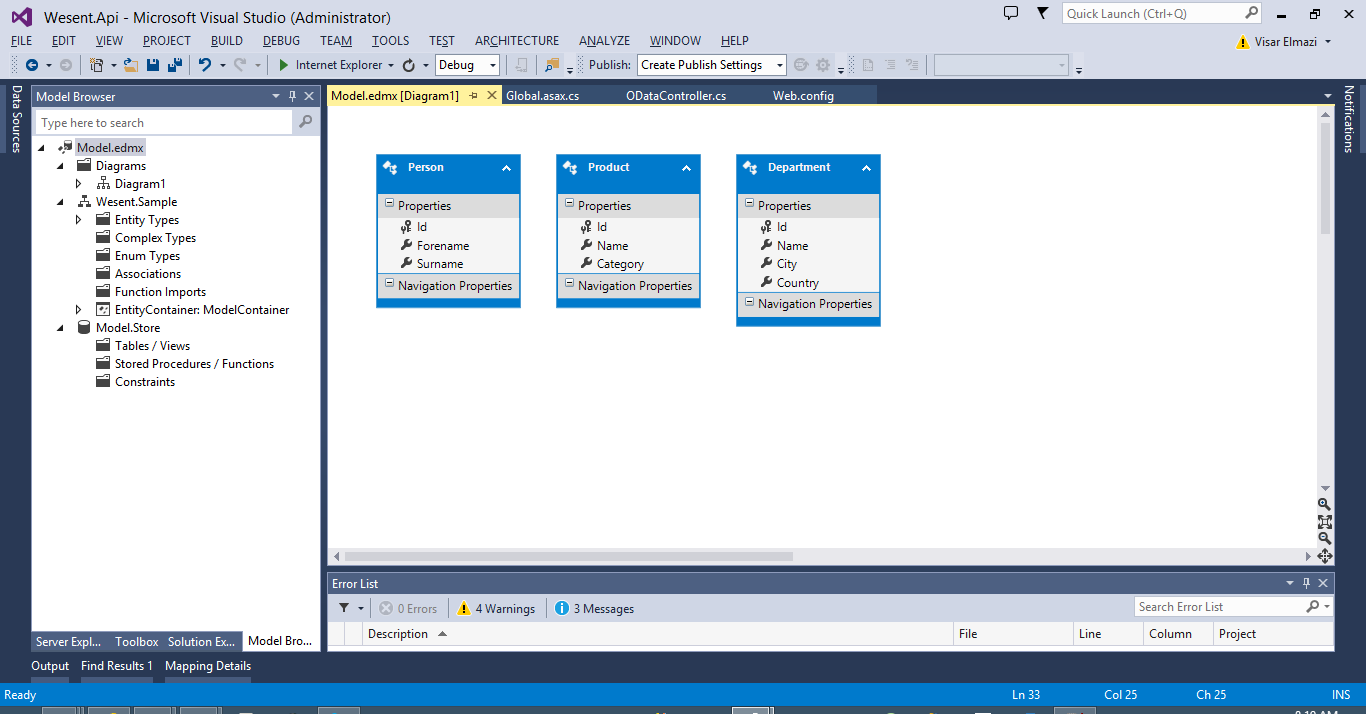 Wesent.Api - Microsoft Visual Studio (Administrator)
Quick Launch (Ctrl+Q)
FILE EDIT VIEW PROJECT BUILD DEBUG TEAM TOOLS TEST ARCHITECTURE ANALYZE WINDOW HELP
Visar Elmazi
Internet Explorer Debug Publish: Create Publish Settings
Data Sources
Model Browser
Type here to search
Model.edmx
Diagrams
Diagram1
Wesent.Sample
Entity Types
Complex Types
Enum Types
Associations
Function Imports
EntityContainer: ModelContainer
Model.Store
Tables / Views
Stored Procedures / Functions
Constraints
Server Expl... Toolbox Solution Ex... Model Bro...
Model.edmx [Diagram1] Global.asax.cs ODataController.cs Web.config
Person
Properties
Id
Forename
Surname
Navigation Properties
Product
Properties
Id
Name
Category
Navigation Properties
Department
Properties
Id
Name
City
Country
Navigation Properties
Notifications
Error List
0 Errors 4 Warnings 3 Messages
Search Error List
Description File Line Column Project
Output Find Results 1 Mapping Details
Ready Ln 33 Col 25 Ch 25 INS